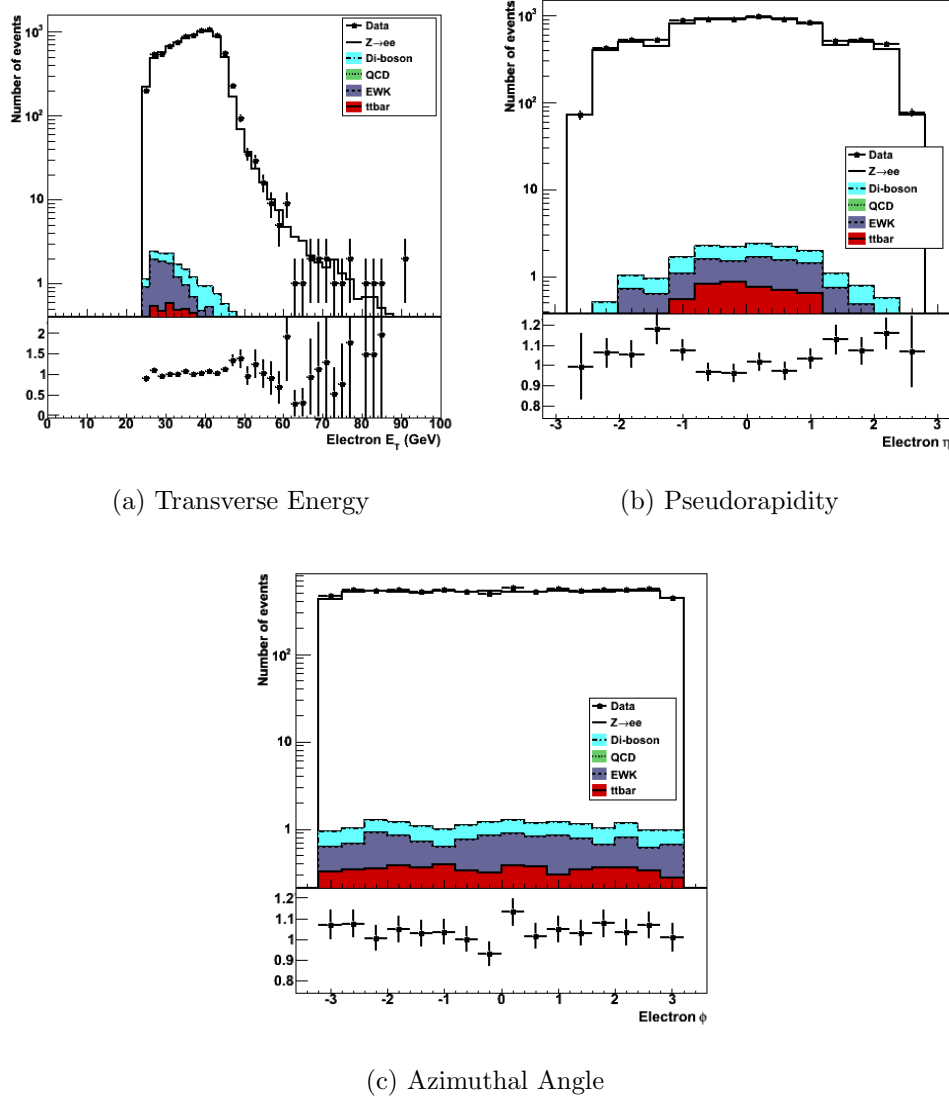 Number of events
10³
10²
10
1
Data
Z→ee
Di-boson
QCD
EWK
ttbar
2
1.5
1
0.5
0
0 10 20 30 40 50 60 70 80 90 100
Electron E_T (GeV)
(a) Transverse Energy
Number of events
10³
10²
10
1
Data
Z→ee
Di-boson
QCD
EWK
ttbar
1.2
1.1
1
0.9
0.8
-3 -2 -1 0 1 2 3
Electron η
(b) Pseudorapidity
Number of events
10²
10
1
Data
Z→ee
Di-boson
QCD
EWK
ttbar
1.2
1.1
1
0.9
0.8
-3 -2 -1 0 1 2 3
Electron ϕ
(c) Azimuthal Angle